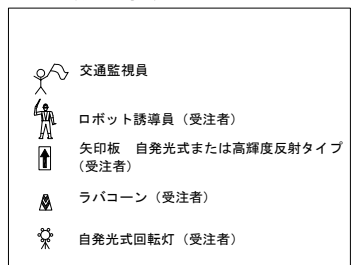 交通監視員
ロボット誘導員（受注者）
矢印板　自発光式または高輝度反射タイプ
（受注者）
ラバコーン（受注者）
自発光式回転灯（受注者）